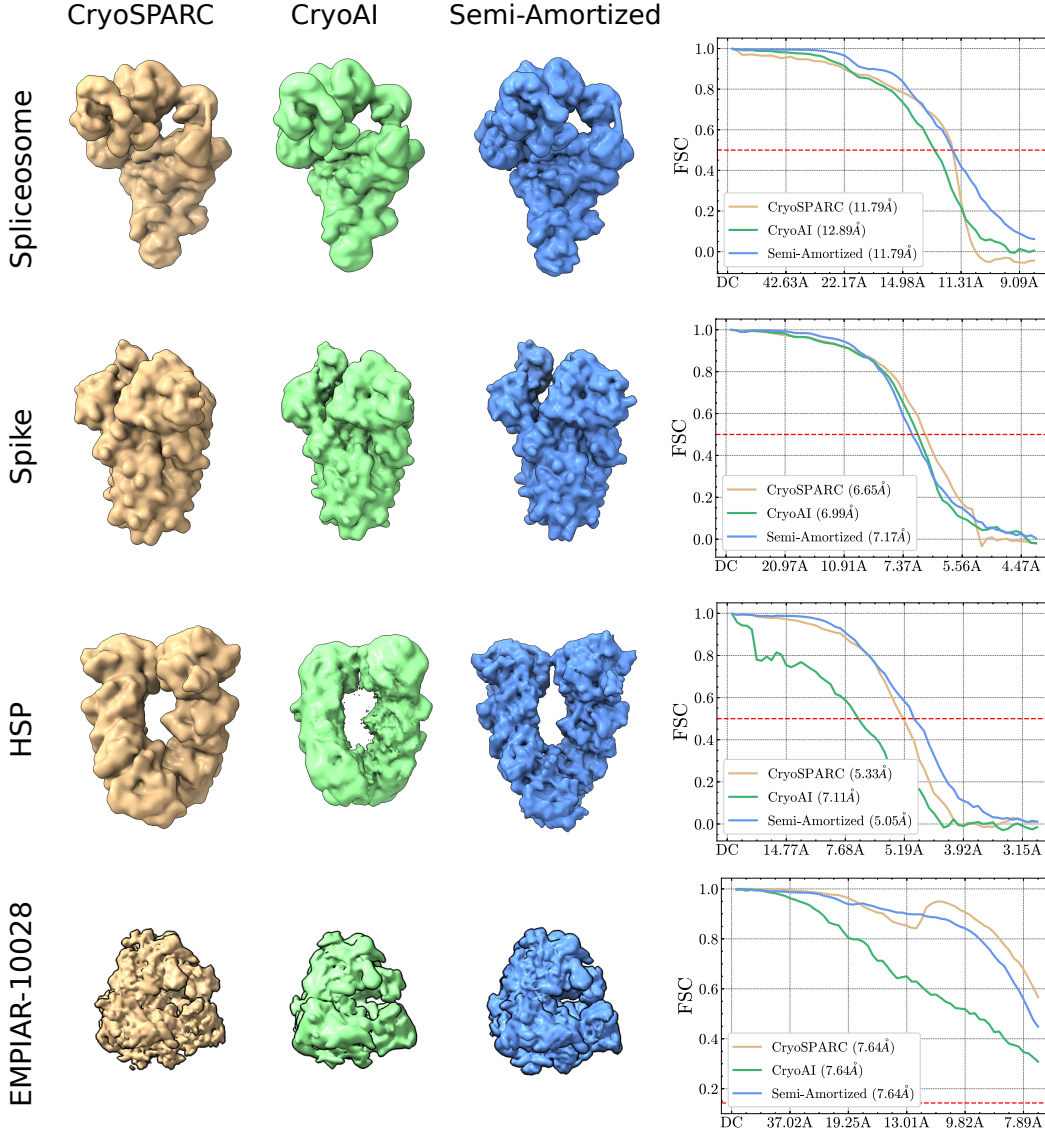 CryoSPARC CryoAI Semi-Amortized
Spliceosome
FSC
1.0
0.8
0.6
0.4
0.2
0.0
CryoSPARC (11.79Å)
CryoAI (12.89Å)
Semi-Amortized (11.79Å)
DC 42.63A 22.17A 14.98A 11.31A 9.09A
Spike
FSC
1.0
0.8
0.6
0.4
0.2
0.0
CryoSPARC (6.65Å)
CryoAI (6.99Å)
Semi-Amortized (7.17Å)
DC 20.97A 10.91A 7.37A 5.56A 4.47A
HSP
FSC
1.0
0.8
0.6
0.4
0.2
0.0
CryoSPARC (5.33Å)
CryoAI (7.11Å)
Semi-Amortized (5.05Å)
DC 14.77A 7.68A 5.19A 3.92A 3.15A
EMPIAR-10028
FSC
1.0
0.8
0.6
0.4
0.2
CryoSPARC (7.64Å)
CryoAI (7.64Å)
Semi-Amortized (7.64Å)
DC 37.02A 19.25A 13.01A 9.82A 7.89A